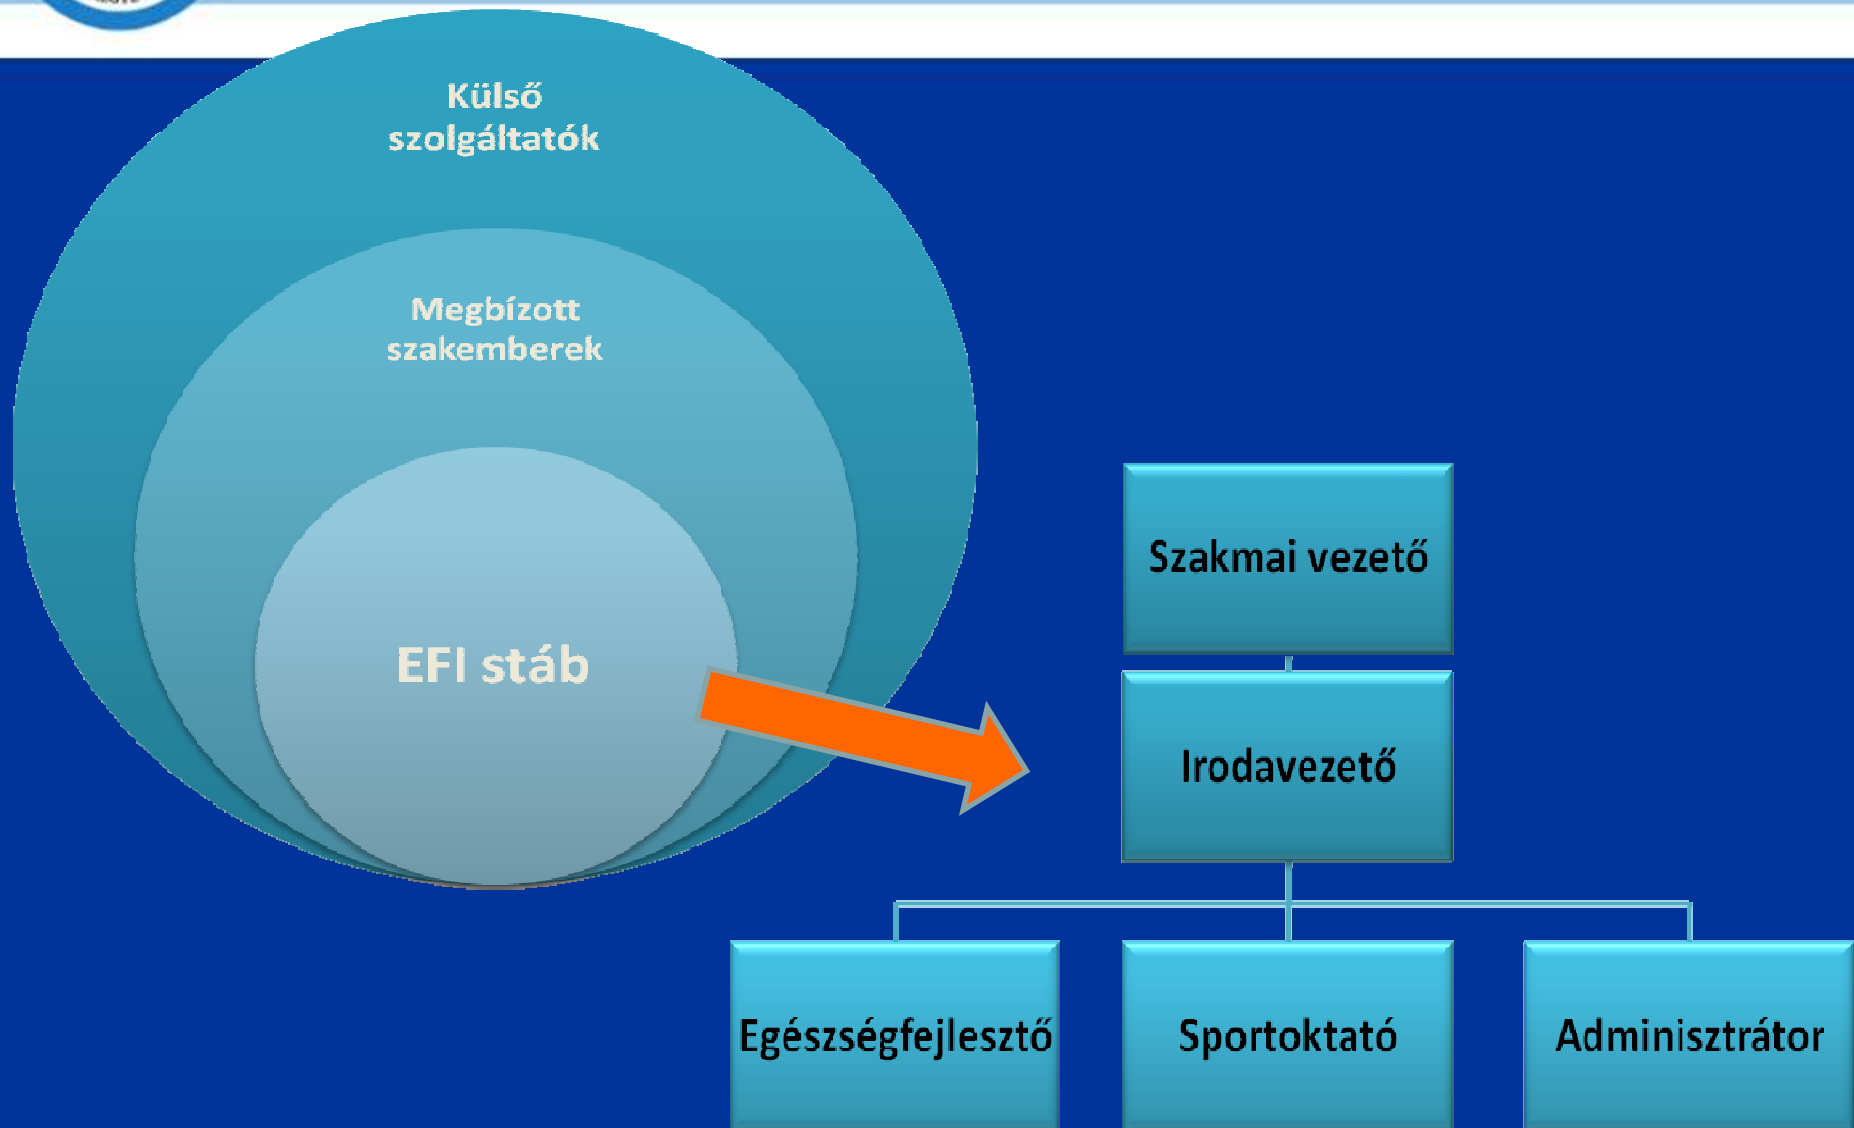 Külső
szolgáltatók
Megbízott
szakemberek
EFI stáb
Szakmai vezető
Irodavezető
Egészségfejlesztő
Sportoktató
Adminisztrátor